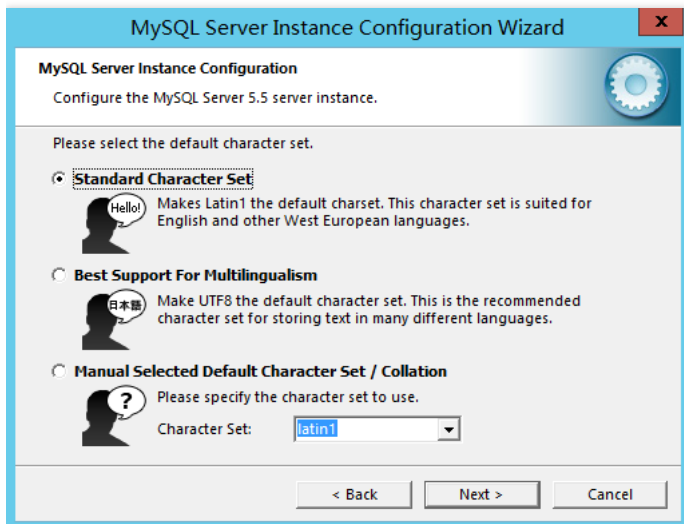 MySQL Server Instance Configuration Wizard
x
MySQL Server Instance Configuration
Configure the MySQL Server 5.5 server instance.
Please select the default character set.
Standard Character Set
Hello!
Makes Latin1 the default charset. This character set is suited for
English and other West European languages.
Best Support For Multilingualism
日本語
Make UTF8 the default character set. This is the recommended
character set for storing text in many different languages.
Manual Selected Default Character Set / Collation
?
Please specify the character set to use.
Character Set: latin1
< Back Next > Cancel